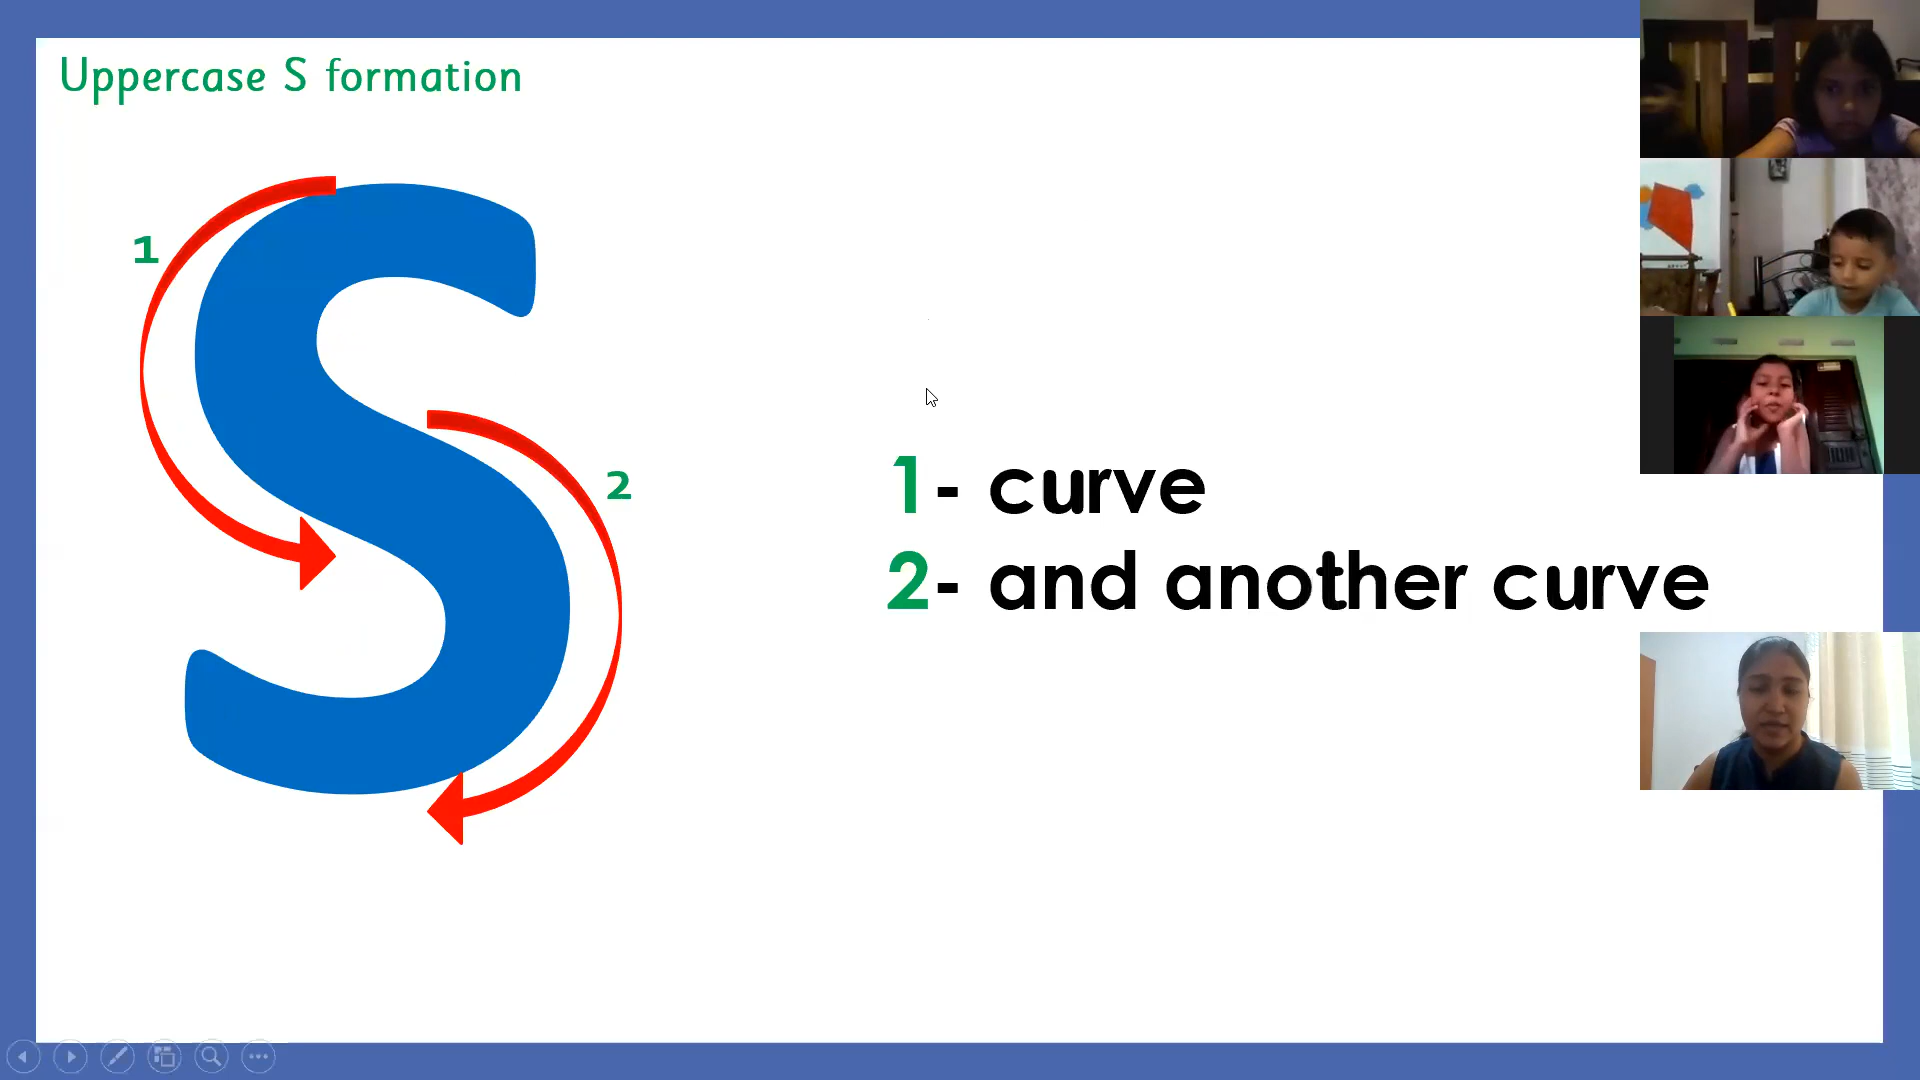 Uppercase S formation
S
1
2
1- curve
2- and another curve